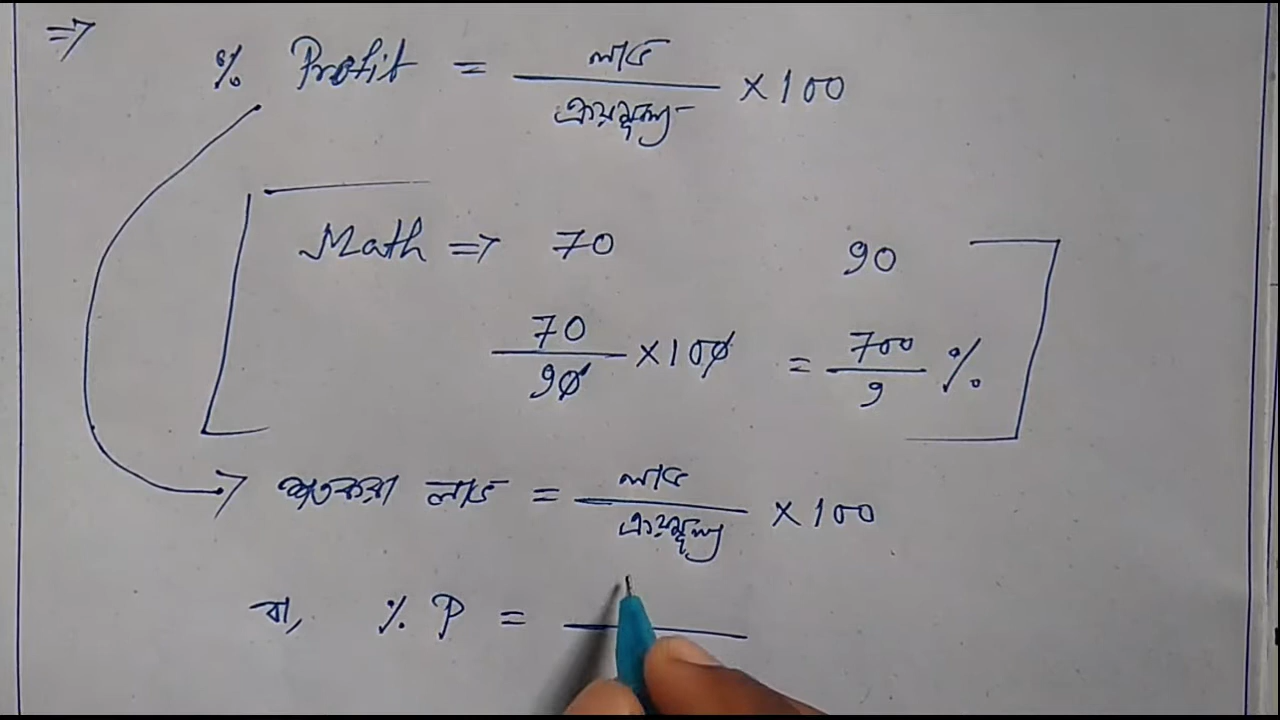 => % Profit = লাভ / ক্রয়মূল্য × 100
Math => 70 90
70 / 90 × 100 = 700 / 9 %
শতকরা লাভ = লাভ / ক্রয়মূল্য × 100
বা, % P =